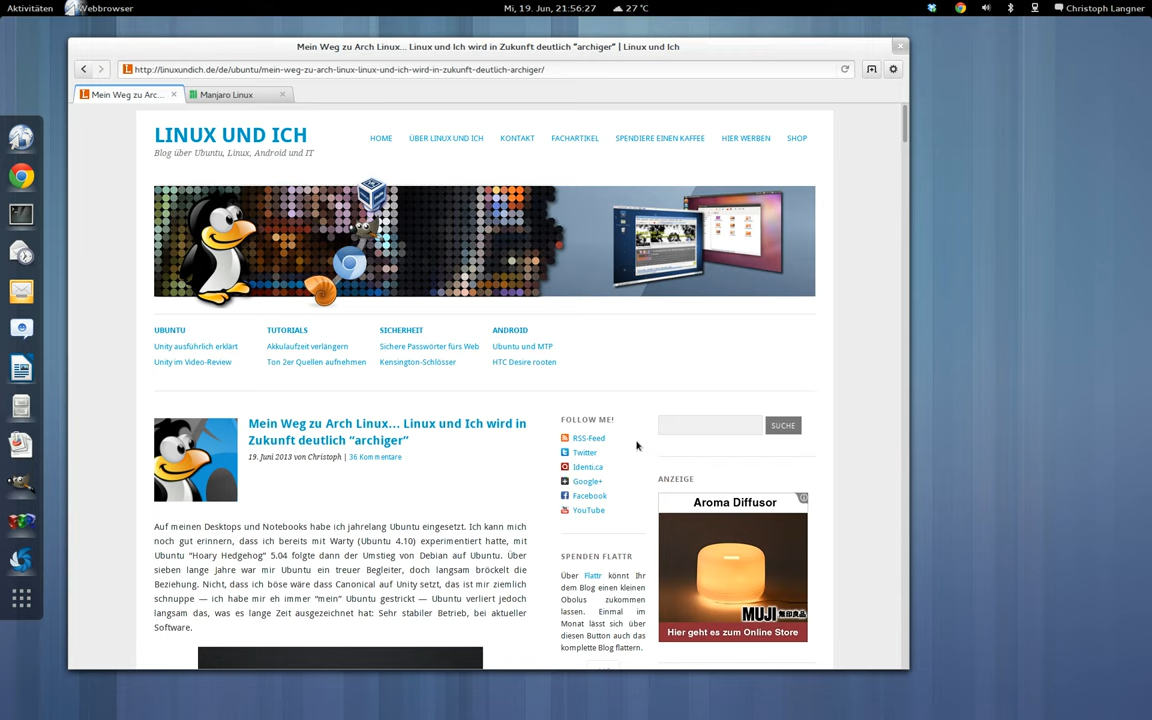 Aktivitäten Webbrowser Mi, 19. Jun, 21:56:27 27 °C Christoph Langner
Mein Weg zu Arch Linux... Linux und Ich wird in Zukunft deutlich “archiger” | Linux und Ich
http://linuxundich.de/de/ubuntu/mein-weg-zu-arch-linux-linux-und-ich-wird-in-zukunft-deutlich-archiger/
Mein Weg zu Arc... Manjaro Linux
LINUX UND ICH
Blog über Ubuntu, Linux, Android und IT
HOME ÜBER LINUX UND ICH KONTAKT FACHARTIKEL SPENDIERE EINEN KAFFEE HIER WERBEN SHOP
UBUNTU TUTORIALS SICHERHEIT ANDROID
Unity ausführlich erklärt Akkulaufzeit verlängern Sichere Passwörter fürs Web Ubuntu und MTP
Unity im Video-Review Ton 2er Quellen aufnehmen Kensington-Schlösser HTC Desire rooten
Mein Weg zu Arch Linux... Linux und Ich wird in
Zukunft deutlich “archiger”
19. Juni 2013 von Christoph | 36 Kommentare
Auf meinen Desktops und Notebooks habe ich jahrelang Ubuntu eingesetzt. Ich kann mich
noch gut erinnern, dass ich bereits mit Warty (Ubuntu 4.10) experimentiert hatte, mit
Ubuntu “Hoary Hedgehog” 5.04 folgte dann der Umstieg von Debian auf Ubuntu. Über
sieben lange Jahre war mir Ubuntu ein treuer Begleiter, doch langsam bröckelt die
Beziehung. Nicht, dass ich böse wäre dass Canonical auf Unity setzt, das ist mir ziemlich
schnuppe — ich habe mir eh immer “mein” Ubuntu gestrickt — Ubuntu verliert jedoch
langsam das, was es lange Zeit ausgezeichnet hat: Sehr stabiler Betrieb, bei aktueller
Software.
FOLLOW ME!
RSS-Feed
Twitter
Identi.ca
Google+
Facebook
YouTube
SPENDEN FLATTR
Über Flattr könnt Ihr
dem Blog einen kleinen
Obolus zukommen
lassen. Einmal im
Monat lässt sich über
diesen Button auch das
komplette Blog flattern.
SUCHE
ANZEIGE
Aroma Diffusor
MUJI 無印良品
Hier geht es zum Online Store